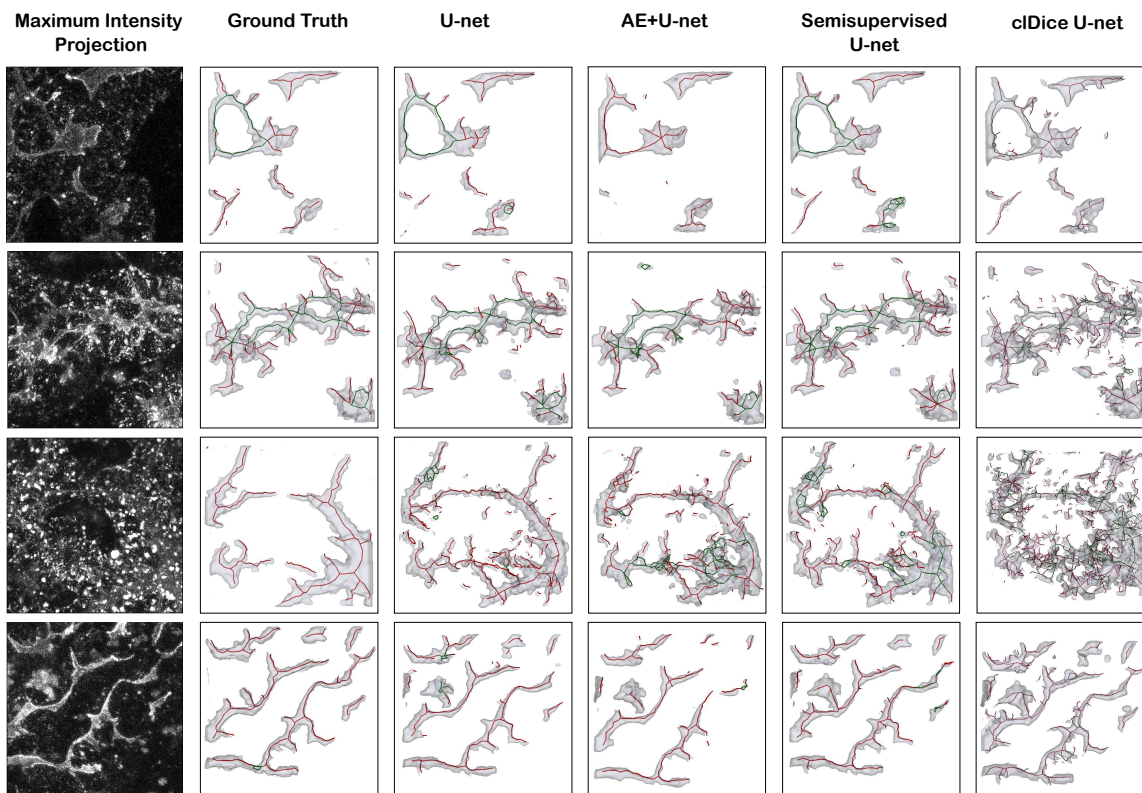 Maximum Intensity
Projection
Ground Truth
U-net
AE+U-net
Semisupervised
U-net
clDice U-net